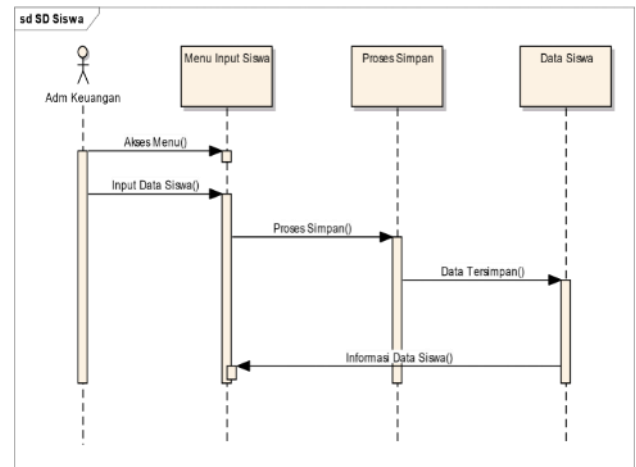 sd SD Siswa
Menu Input Siswa
Proses Simpan
Data Siswa
Adm Keuangan
Akses Menu()
Input Data Siswa()
Proses Simpan()
Data Tersimpan()
Informasi Data Siswa()